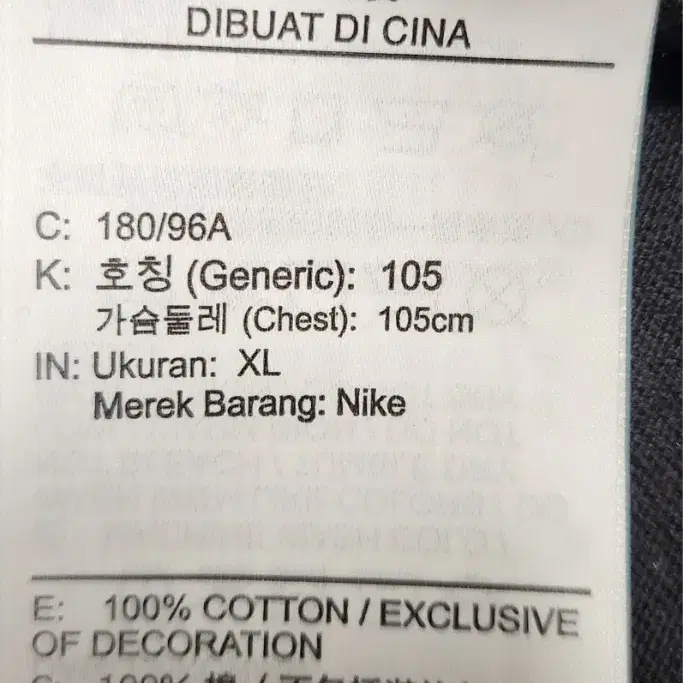 DIBUAT DI CINA
C: 180/96A
K: 호칭 (Generic): 105
가슴둘레 (Chest): 105cm
IN: Ukuran: XL
Merek Barang: Nike
E: 100% COTTON / EXCLUSIVE
OF DECORATION